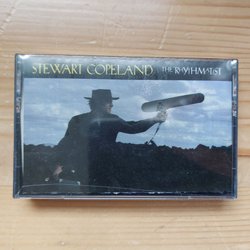 STEWART COPELAND THE RHYTHMATIST